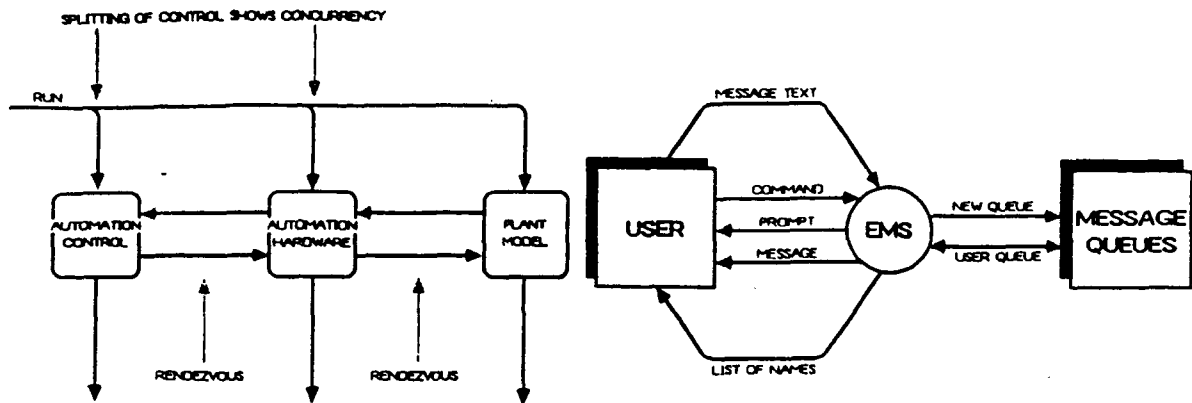 SPLITTING OF CONTROL SHOWS CONCURRENCY
RUN
AUTOMATION
CONTROL
AUTOMATION
HARDWARE
PLANT
MODEL
RENDEZVOUS
RENDEZVOUS
MESSAGE TEXT
USER
COMMAND
PROMPT
MESSAGE
EMS
NEW QUEUE
USER QUEUE
MESSAGE
QUEUES
LIST OF NAMES